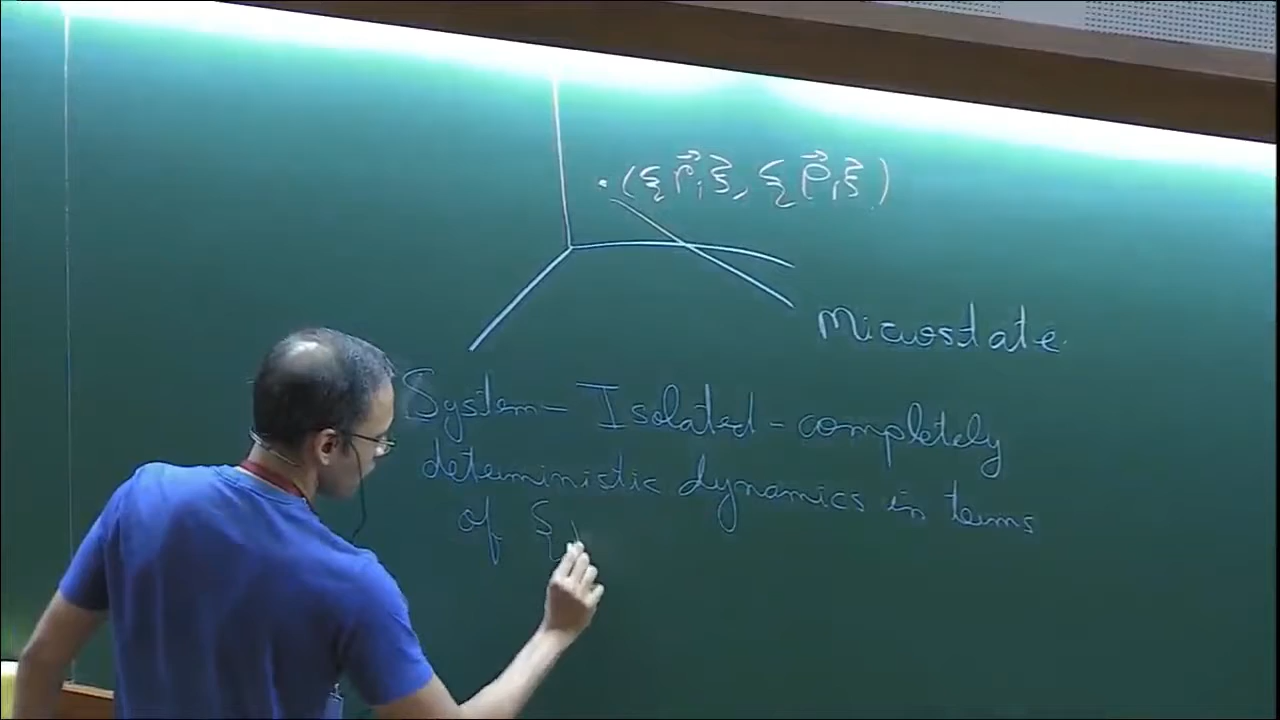 ({r⃗ᵢ}, {p⃗ᵢ})
Microstate
System - Isolated - completely
deterministic dynamics in terms
of {